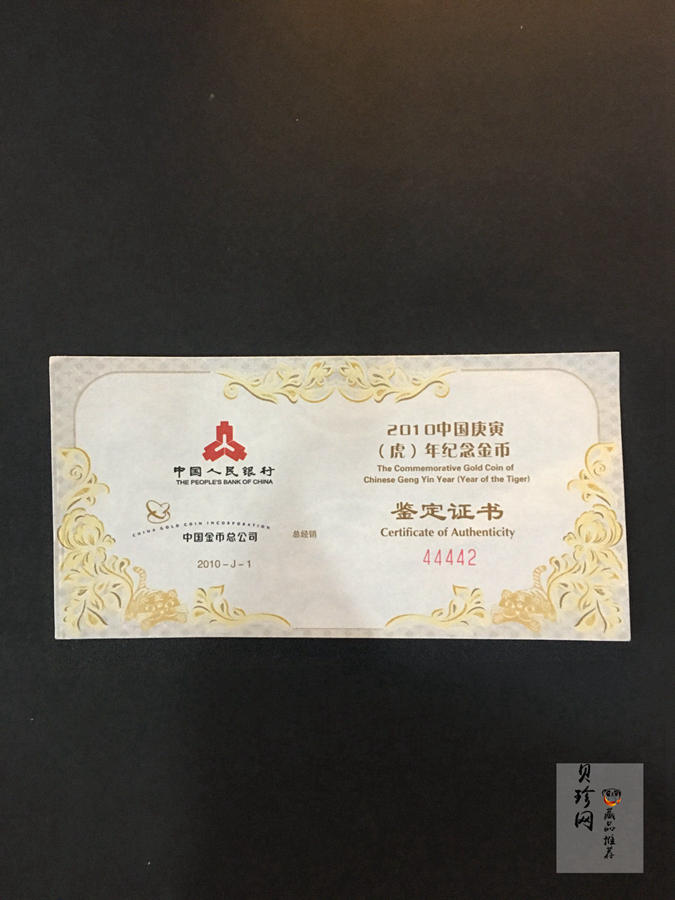 中国人民银行
THE PEOPLE'S BANK OF CHINA
CHINA GOLD COIN INCORPORATION
中国金币总公司
总经销
2010-J-1
2010中国庚寅
（虎）年纪念金币
The Commemorative Gold Coin of
Chinese Geng Yin Year (Year of the Tiger)
鉴定证书
Certificate of Authenticity
44442
贝珍网
藏品推荐